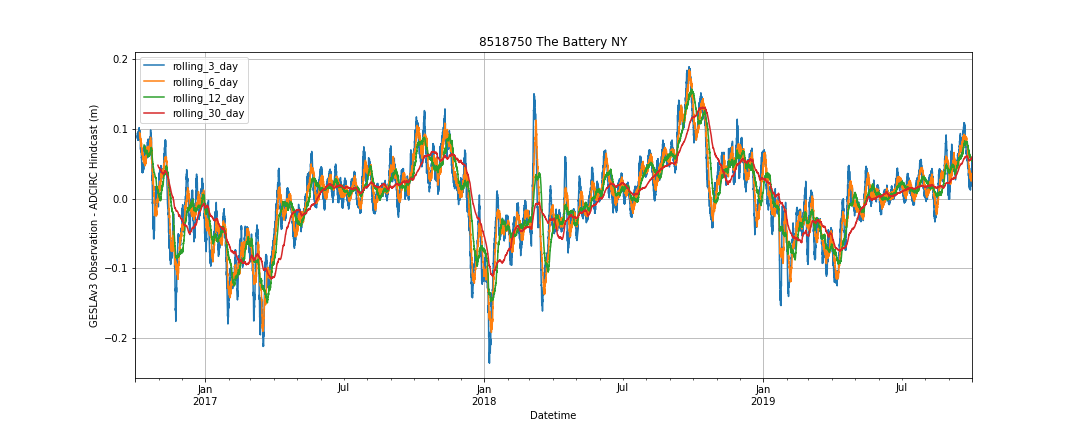 8518750 The Battery NY
rolling_3_day
rolling_6_day
rolling_12_day
rolling_30_day
GESLAv3 Observation - ADCIRC Hindcast (m)
0.2
0.1
0.0
−0.1
−0.2
Jan
2017
Jul
Jan
2018
Jul
Jan
2019
Jul
Datetime